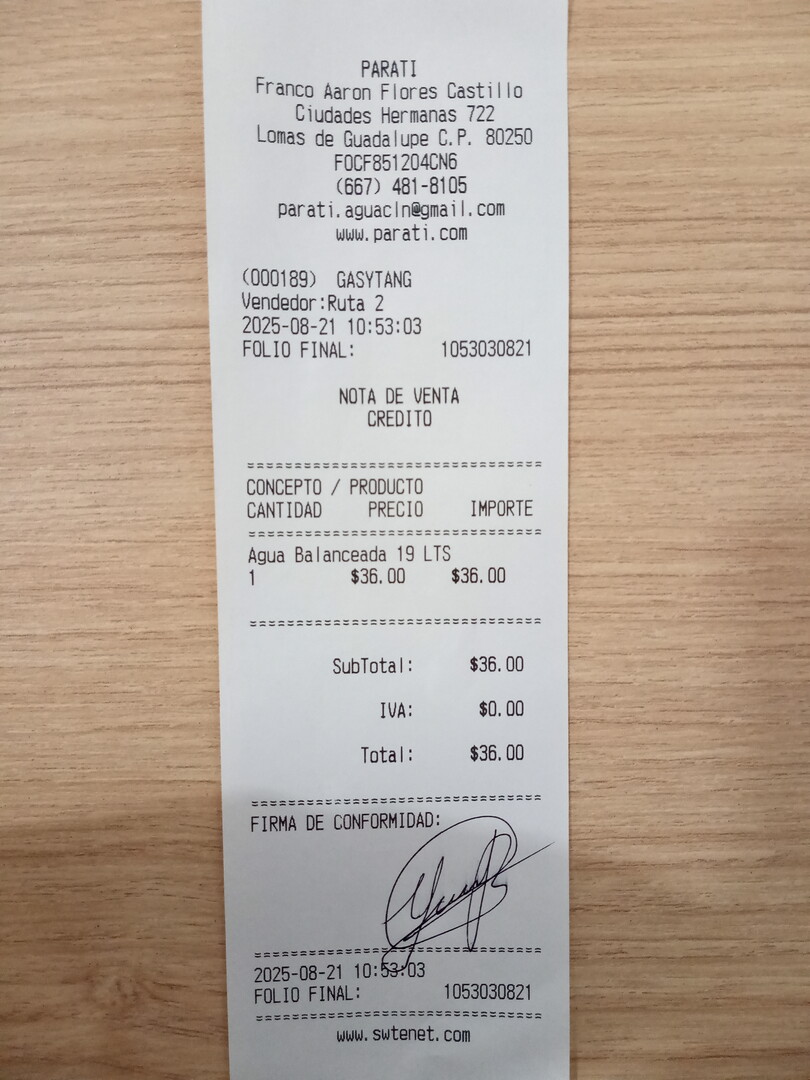 PARATI
Franco Aaron Flores Castillo
Ciudades Hermanas 722
Lomas de Guadalupe C.P. 80250
FOCF851204CN6
(667) 481-8105
parati.aguacln@gmail.com
www.parati.com
(000189) GASYTANG
Vendedor:Ruta 2
2025-08-21 10:53:03
FOLIO FINAL: 1053030821
NOTA DE VENTA
CREDITO
CONCEPTO / PRODUCTO
CANTIDAD PRECIO IMPORTE
Agua Balanceada 19 LTS
1 $36.00 $36.00
SubTotal: $36.00
IVA: $0.00
Total: $36.00
FIRMA DE CONFORMIDAD:
2025-08-21 10:53:03
FOLIO FINAL: 1053030821
www.swtenet.com